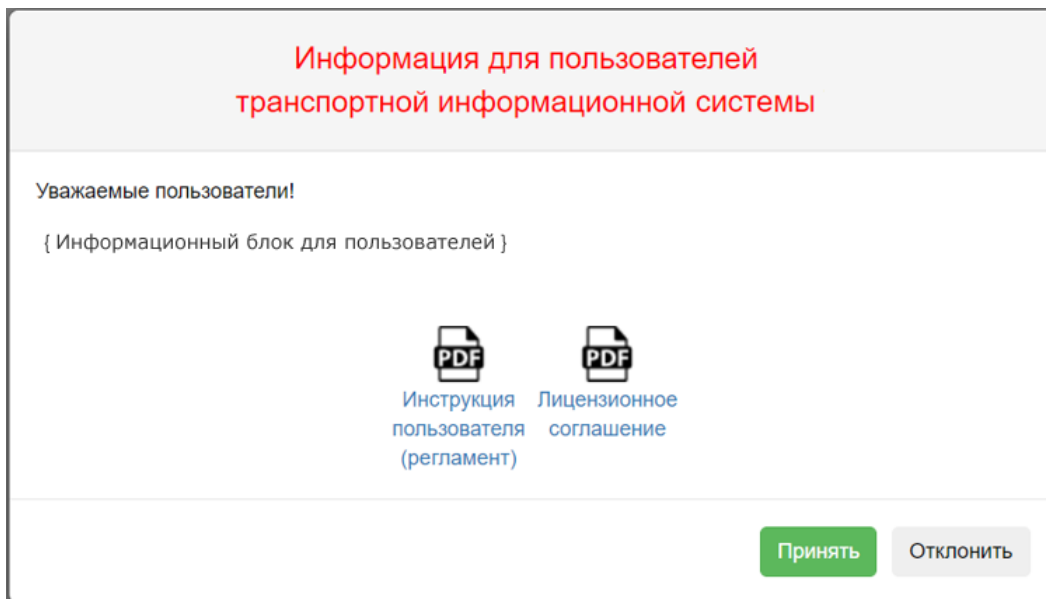 Информация для пользователей
транспортной информационной системы
Уважаемые пользователи!
{ Информационный блок для пользователей }
PDF PDF
Инструкция Лицензионное
пользователя соглашение
(регламент)
Принять Отклонить